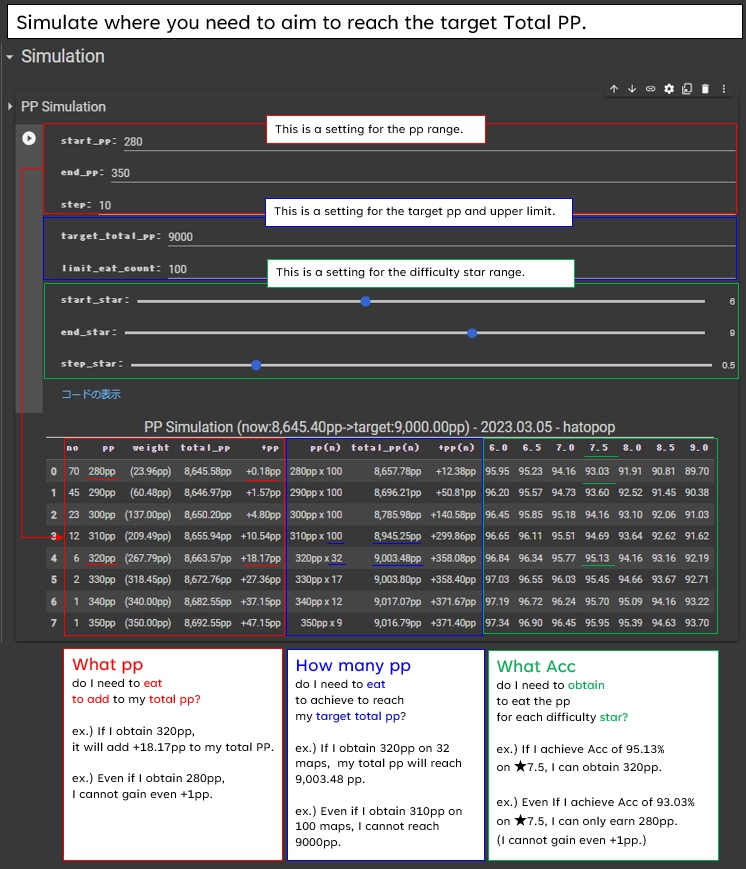 Simulate where you need to aim to reach the target Total PP.
Simulation
PP Simulation
This is a setting for the pp range.
start_pp: 280
end_pp: 350
step: 10
This is a setting for the target pp and upper limit.
target_total_pp: 9000
limit_eat_count: 100
This is a setting for the difficulty star range.
start_star: 6
end_star: 9
step_star: 0.5
コードの表示
PP Simulation (now:8,645.40pp->target:9,000.00pp) - 2023.03.05 - hatopop
no pp weight total_pp +pp pp(n) total_pp(n) +pp(n) 6.0 6.5 7.0 7.5 8.0 8.5 9.0
0 70 280pp (23.96pp) 8,645.58pp +0.18pp 280pp x 100 8,657.78pp +12.38pp 95.95 95.23 94.16 93.03 91.91 90.81 89.70
1 45 290pp (60.48pp) 8,646.97pp +1.57pp 290pp x 100 8,696.21pp +50.81pp 96.20 95.57 94.73 93.60 92.52 91.45 90.38
2 23 300pp (137.00pp) 8,650.20pp +4.80pp 300pp x 100 8,785.98pp +140.58pp 96.45 95.85 95.18 94.16 93.10 92.06 91.03
3 12 310pp (209.49pp) 8,655.94pp +10.54pp 310pp x 100 8,945.25pp +299.86pp 96.65 96.11 95.51 94.69 93.64 92.62 91.62
4 6 320pp (267.79pp) 8,663.57pp +18.17pp 320pp x 32 9,003.48pp +358.08pp 96.84 96.34 95.77 95.13 94.16 93.16 92.19
5 2 330pp (318.45pp) 8,672.76pp +27.36pp 330pp x 17 9,003.80pp +358.40pp 97.03 96.55 96.03 95.45 94.66 93.67 92.71
6 1 340pp (340.00pp) 8,682.55pp +37.15pp 340pp x 12 9,017.07pp +371.67pp 97.19 96.72 96.24 95.70 95.09 94.16 93.22
7 1 350pp (350.00pp) 8,692.55pp +47.15pp 350pp x 9 9,016.79pp +371.40pp 97.34 96.90 96.45 95.95 95.39 94.63 93.70
What pp
do I need to eat
to add to my total pp?
ex.) If I obtain 320pp,
it will add +18.17pp to my total PP.
ex.) Even if I obtain 280pp,
I cannot gain even +1pp.
How many pp
do I need to eat
to achieve to reach
my target total pp?
ex.) If I obtain 320pp on 32
maps, my total pp will reach
9,003.48 pp.
ex.) Even if I obtain 310pp on
100 maps, I cannot reach
9000pp.
What Acc
do I need to obtain
to eat the pp
for each difficulty star?
ex.) If I achieve Acc of 95.13%
on ★7.5, I can obtain 320pp.
ex.) Even If I achieve Acc of 93.03%
on ★7.5, I can only earn 280pp.
(I cannot gain even +1pp.)